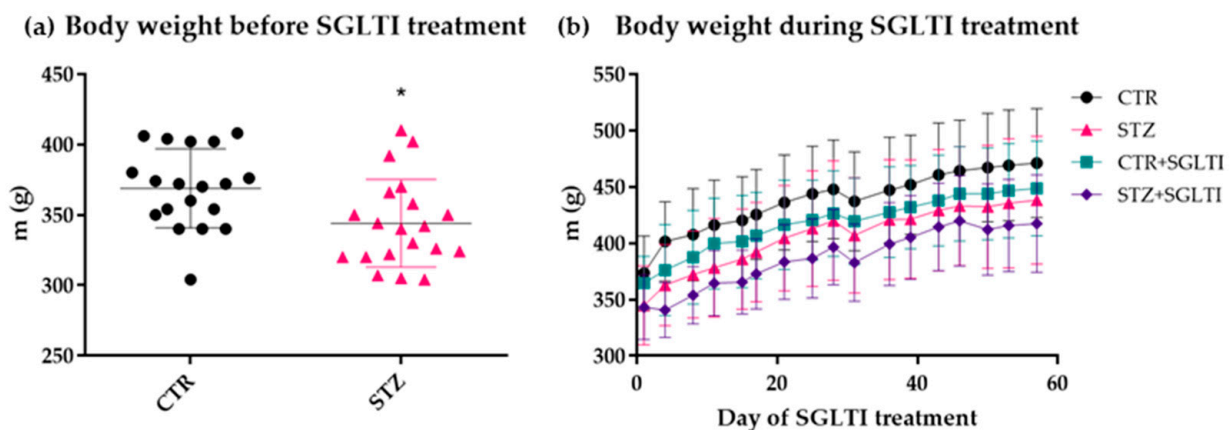 (a) Body weight before SGLTI treatment
(b) Body weight during SGLTI treatment
m (g)
450
400
350
300
250
*
CTR
STZ
m (g)
550
500
450
400
350
300
0
20
40
60
Day of SGLTI treatment
CTR
STZ
CTR+SGLTI
STZ+SGLTI